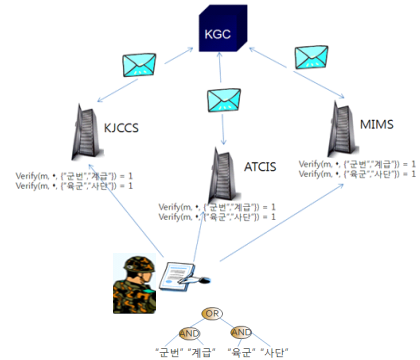 KGC
KJCCS
MIMS
Verify(m, •, ("군번","계급")) = 1
Verify(m, •, ("육군","사단")) = 1
ATCIS
Verify(m, •, ("군번","계급")) = 1
Verify(m, •, ("육군","사단")) = 1
Verify(m, •, ("군번","계급")) = 1
Verify(m, •, ("육군","사단")) = 1
OR
AND AND
"군번" "계급" "육군" "사단"